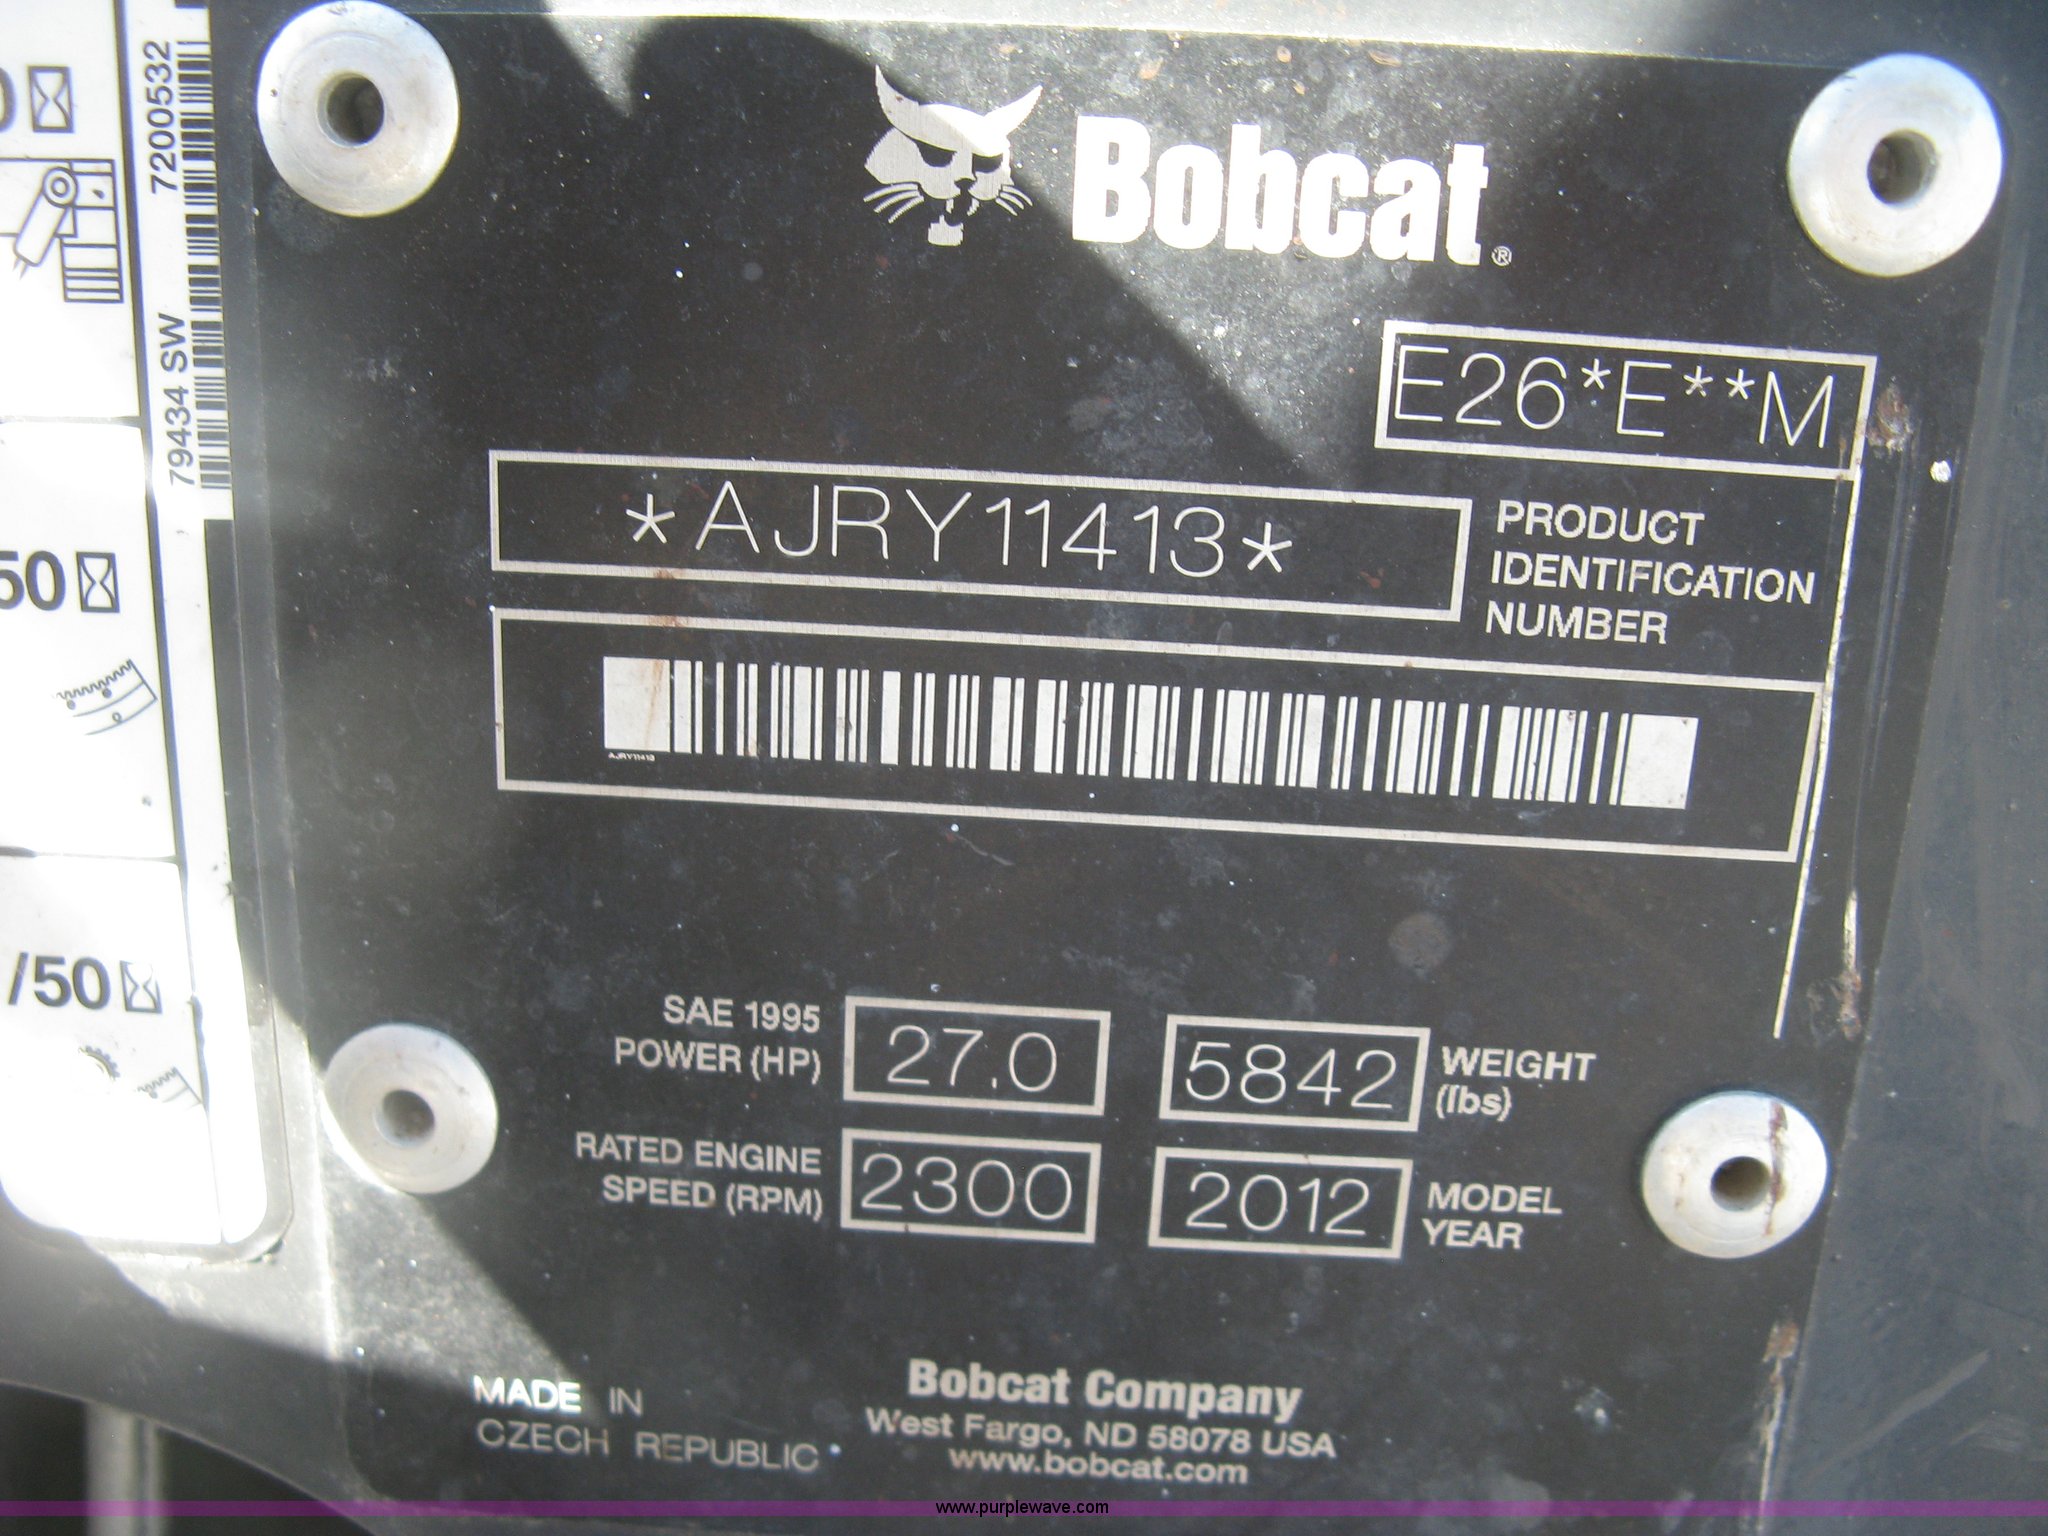 7200532
79434 SW
50
/50
Bobcat®
E26*E**M
*AJRY11413*
PRODUCT
IDENTIFICATION
NUMBER
AJRY11413
SAE 1995
POWER (HP)
27.0
5842
WEIGHT
(lbs)
RATED ENGINE
SPEED (RPM)
2300
2012
MODEL
YEAR
MADE IN
CZECH REPUBLIC
Bobcat Company
West Fargo, ND 58078 USA
www.bobcat.com
www.purplewave.com